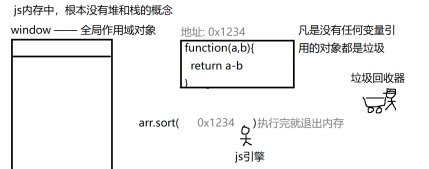 js内存中，根本没有堆和栈的概念
window —— 全局作用域对象
地址: 0x1234
function(a,b){
return a-b
}
凡是没有任何变量引
用的对象都是垃圾
垃圾回收器
arr.sort( 0x1234 )执行完就退出内存
js引擎